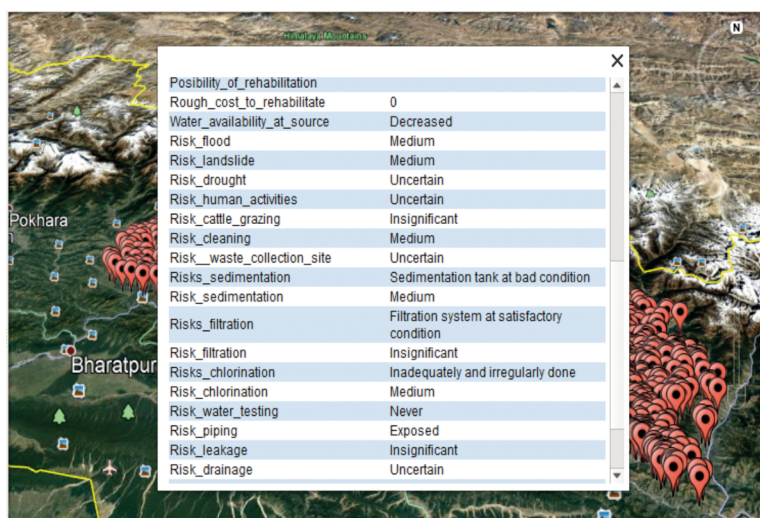 Himalaya Mountains
N
X
Posibility_of_rehabilitation
Rough_cost_to_rehabilitate 0
Water_availability_at_source Decreased
Risk_flood Medium
Risk_landslide Medium
Risk_drought Uncertain
Risk_human_activities Uncertain
Risk_cattle_grazing Insignificant
Risk_cleaning Medium
Risk__waste_collection_site Uncertain
Risks_sedimentation Sedimentation tank at bad condition
Risk_sedimentation Medium
Risks_filtration Filtration system at satisfactory
condition
Risk_filtration Insignificant
Risks_chlorination Inadequately and irregularly done
Risk_chlorination Medium
Risk_water_testing Never
Risk_piping Exposed
Risk_leakage Insignificant
Risk_drainage Uncertain
Pokhara
Bharatpur